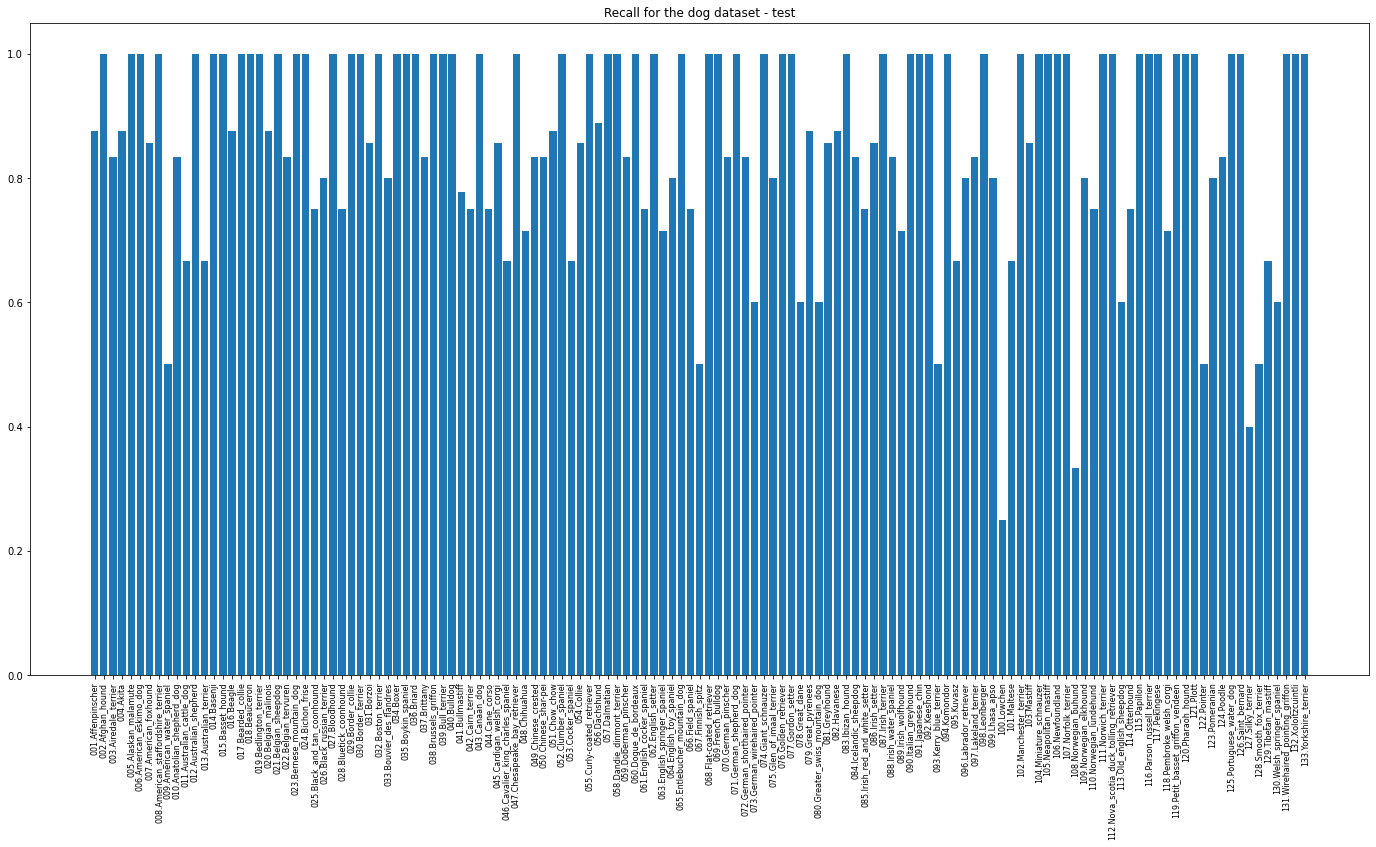 Recall for the dog dataset - test
1.0
0.8
0.6
0.4
0.2
0.0
001.Affenpinscher
002.Afghan_hound
003.Airedale_terrier
004.Akita
005.Alaskan_malamute
006.American_eskimo_dog
007.American_foxhound
008.American_staffordshire_terrier
009.American_water_spaniel
010.Anatolian_shepherd_dog
011.Australian_cattle_dog
012.Australian_shepherd
013.Australian_terrier
014.Basenji
015.Basset_hound
016.Beagle
017.Bearded_collie
018.Beauceron
019.Bedlington_terrier
020.Belgian_malinois
021.Belgian_sheepdog
022.Belgian_tervuren
023.Bernese_mountain_dog
024.Bichon_frise
025.Black_and_tan_coonhound
026.Black_russian_terrier
027.Bloodhound
028.Bluetick_coonhound
029.Border_collie
030.Border_terrier
031.Borzoi
032.Boston_terrier
033.Bouvier_des_flandres
034.Boxer
035.Boykin_spaniel
036.Briard
037.Brittany
038.Brussels_griffon
039.Bull_terrier
040.Bulldog
041.Bullmastiff
042.Cairn_terrier
043.Canaan_dog
044.Cane_corso
045.Cardigan_welsh_corgi
046.Cavalier_king_charles_spaniel
047.Chesapeake_bay_retriever
048.Chihuahua
049.Chinese_crested
050.Chinese_shar-pei
051.Chow_chow
052.Clumber_spaniel
053.Cocker_spaniel
054.Collie
055.Curly-coated_retriever
056.Dachshund
057.Dalmatian
058.Dandie_dinmont_terrier
059.Doberman_pinscher
060.Dogue_de_bordeaux
061.English_cocker_spaniel
062.English_setter
063.English_springer_spaniel
064.English_toy_spaniel
065.Entlebucher_mountain_dog
066.Field_spaniel
067.Finnish_spitz
068.Flat-coated_retriever
069.French_bulldog
070.German_pinscher
071.German_shepherd_dog
072.German_shorthaired_pointer
073.German_wirehaired_pointer
074.Giant_schnauzer
075.Glen_of_imaal_terrier
076.Golden_retriever
077.Gordon_setter
078.Great_dane
079.Great_pyrenees
080.Greater_swiss_mountain_dog
081.Greyhound
082.Havanese
083.Ibizan_hound
084.Icelandic_sheepdog
085.Irish_red_and_white_setter
086.Irish_setter
087.Irish_terrier
088.Irish_water_spaniel
089.Irish_wolfhound
090.Italian_greyhound
091.Japanese_chin
092.Keeshond
093.Kerry_blue_terrier
094.Komondor
095.Kuvasz
096.Labrador_retriever
097.Lakeland_terrier
098.Leonberger
099.Lhasa_apso
100.Lowchen
101.Maltese
102.Manchester_terrier
103.Mastiff
104.Miniature_schnauzer
105.Neapolitan_mastiff
106.Newfoundland
107.Norfolk_terrier
108.Norwegian_buhund
109.Norwegian_elkhound
110.Norwegian_lundehund
111.Norwich_terrier
112.Nova_scotia_duck_tolling_retriever
113.Old_english_sheepdog
114.Otterhound
115.Papillon
116.Parson_russell_terrier
117.Pekingese
118.Pembroke_welsh_corgi
119.Petit_basset_griffon_vendeen
120.Pharaoh_hound
121.Plott
122.Pointer
123.Pomeranian
124.Poodle
125.Portuguese_water_dog
126.Saint_bernard
127.Silky_terrier
128.Smooth_fox_terrier
129.Tibetan_mastiff
130.Welsh_springer_spaniel
131.Wirehaired_pointing_griffon
132.Xoloitzcuintli
133.Yorkshire_terrier